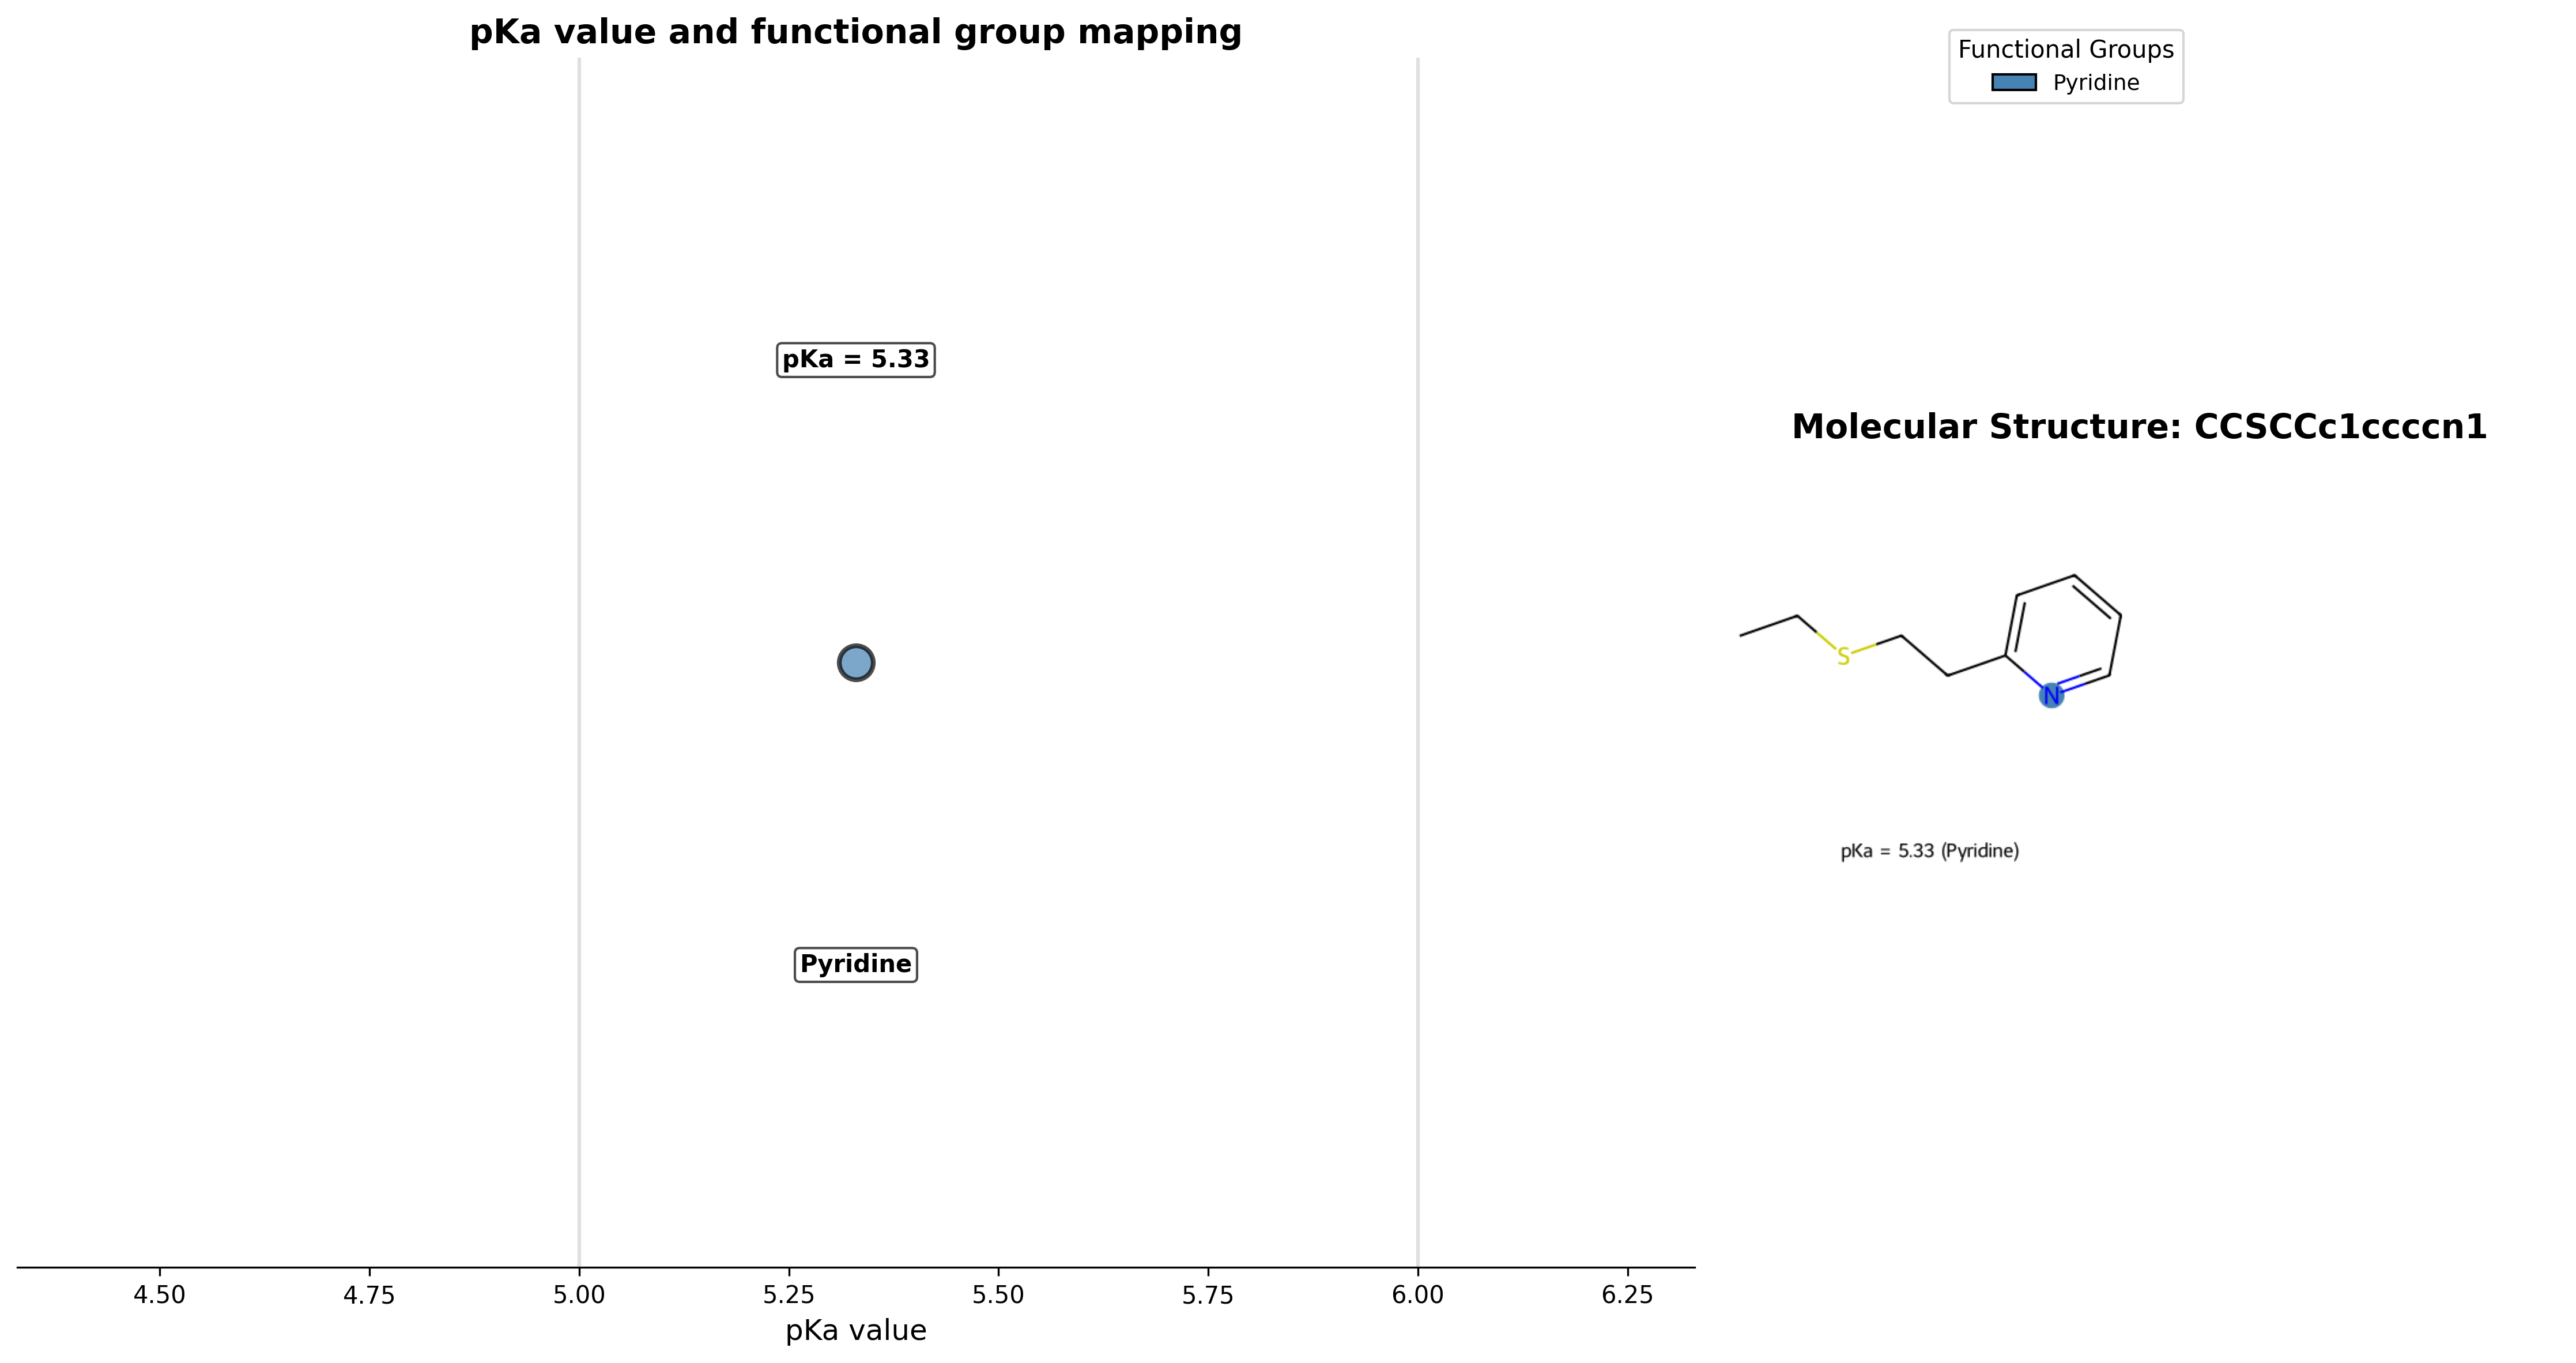 pKa value and functional group mapping
pKa = 5.33
Pyridine
4.50 4.75 5.00 5.25 5.50 5.75 6.00 6.25
pKa value
Functional Groups
Pyridine
Molecular Structure: CCSCCc1ccccn1
S
N
pKa = 5.33 (Pyridine)